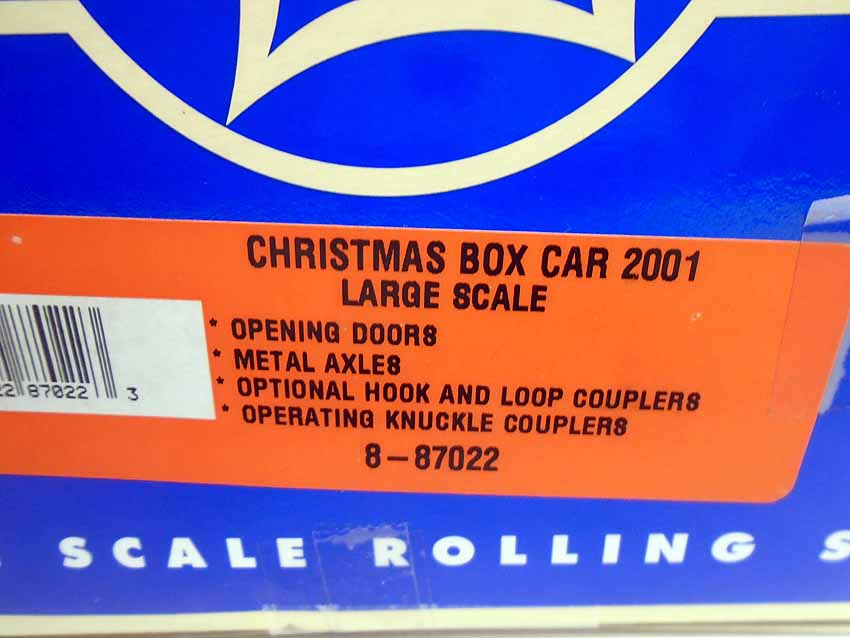 CHRISTMAS BOX CAR 2001
LARGE SCALE
* OPENING DOORS
* METAL AXLES
* OPTIONAL HOOK AND LOOP COUPLERS
* OPERATING KNUCKLE COUPLERS
8-87022
87022 3
SCALE ROLLING